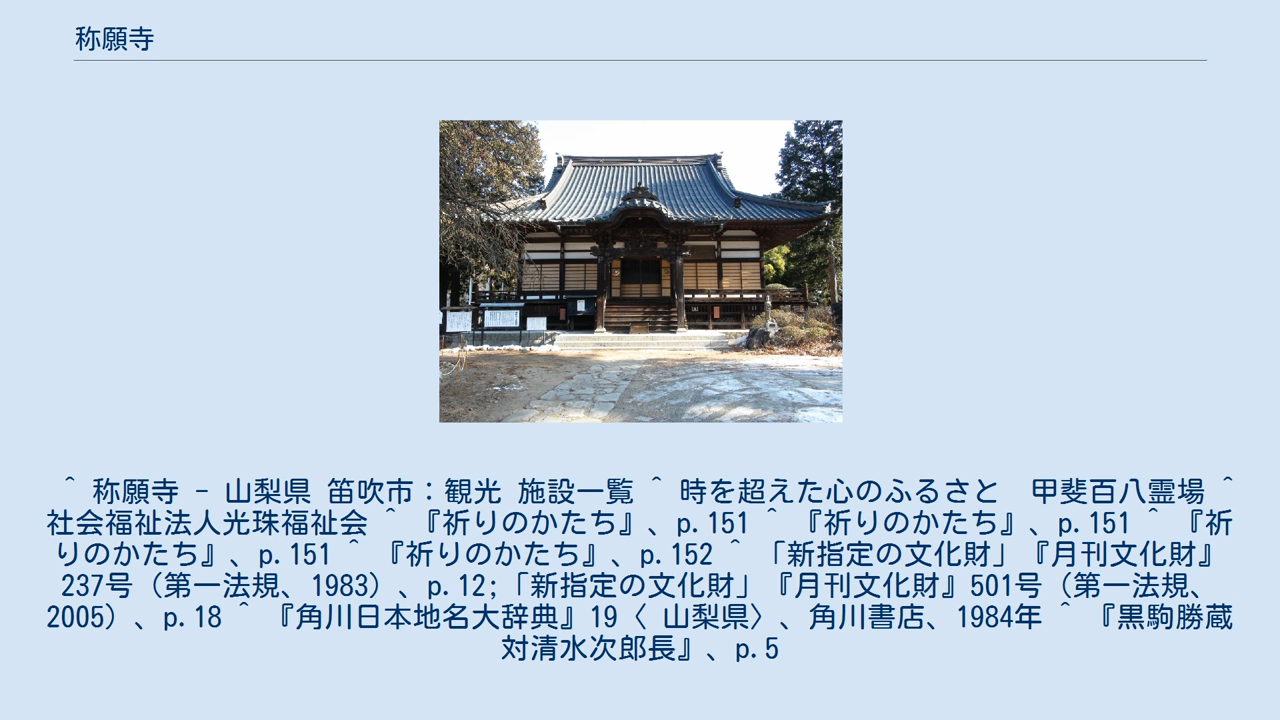 称願寺
^ 称願寺 - 山梨県 笛吹市：観光 施設一覧 ^ 時を超えた心のふるさと　甲斐百八霊場 ^
社会福祉法人光珠福祉会 ^ 『祈りのかたち』、p.151 ^ 『祈りのかたち』、p.151 ^ 『祈
りのかたち』、p.151 ^ 『祈りのかたち』、p.152 ^ 「新指定の文化財」『月刊文化財』
237号（第一法規、1983）、p.12;「新指定の文化財」『月刊文化財』501号（第一法規、
2005）、p.18 ^ 『角川日本地名大辞典』19〈 山梨県〉、角川書店、1984年 ^ 『黒駒勝蔵
対清水次郎長』、p.5